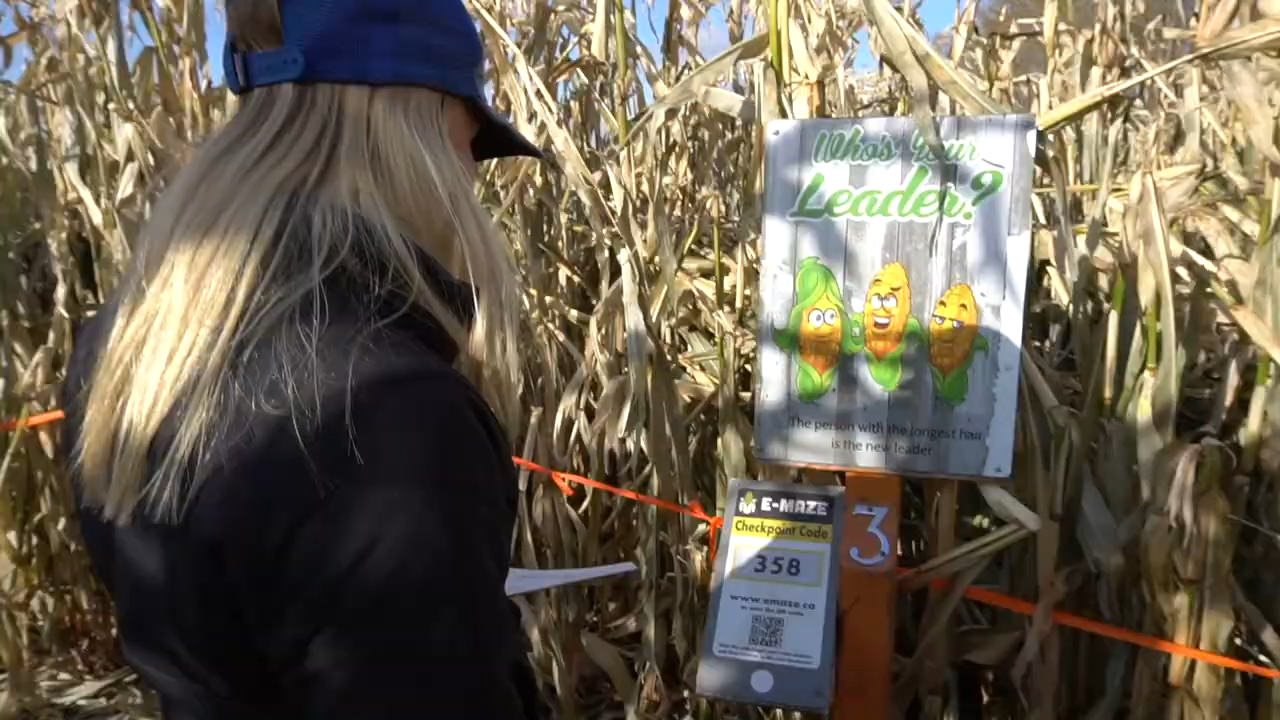 Who's Your
Leader?
The person with the longest hair
is the new leader
E-MAZE
Checkpoint Code
358
www.emaze.ca
3